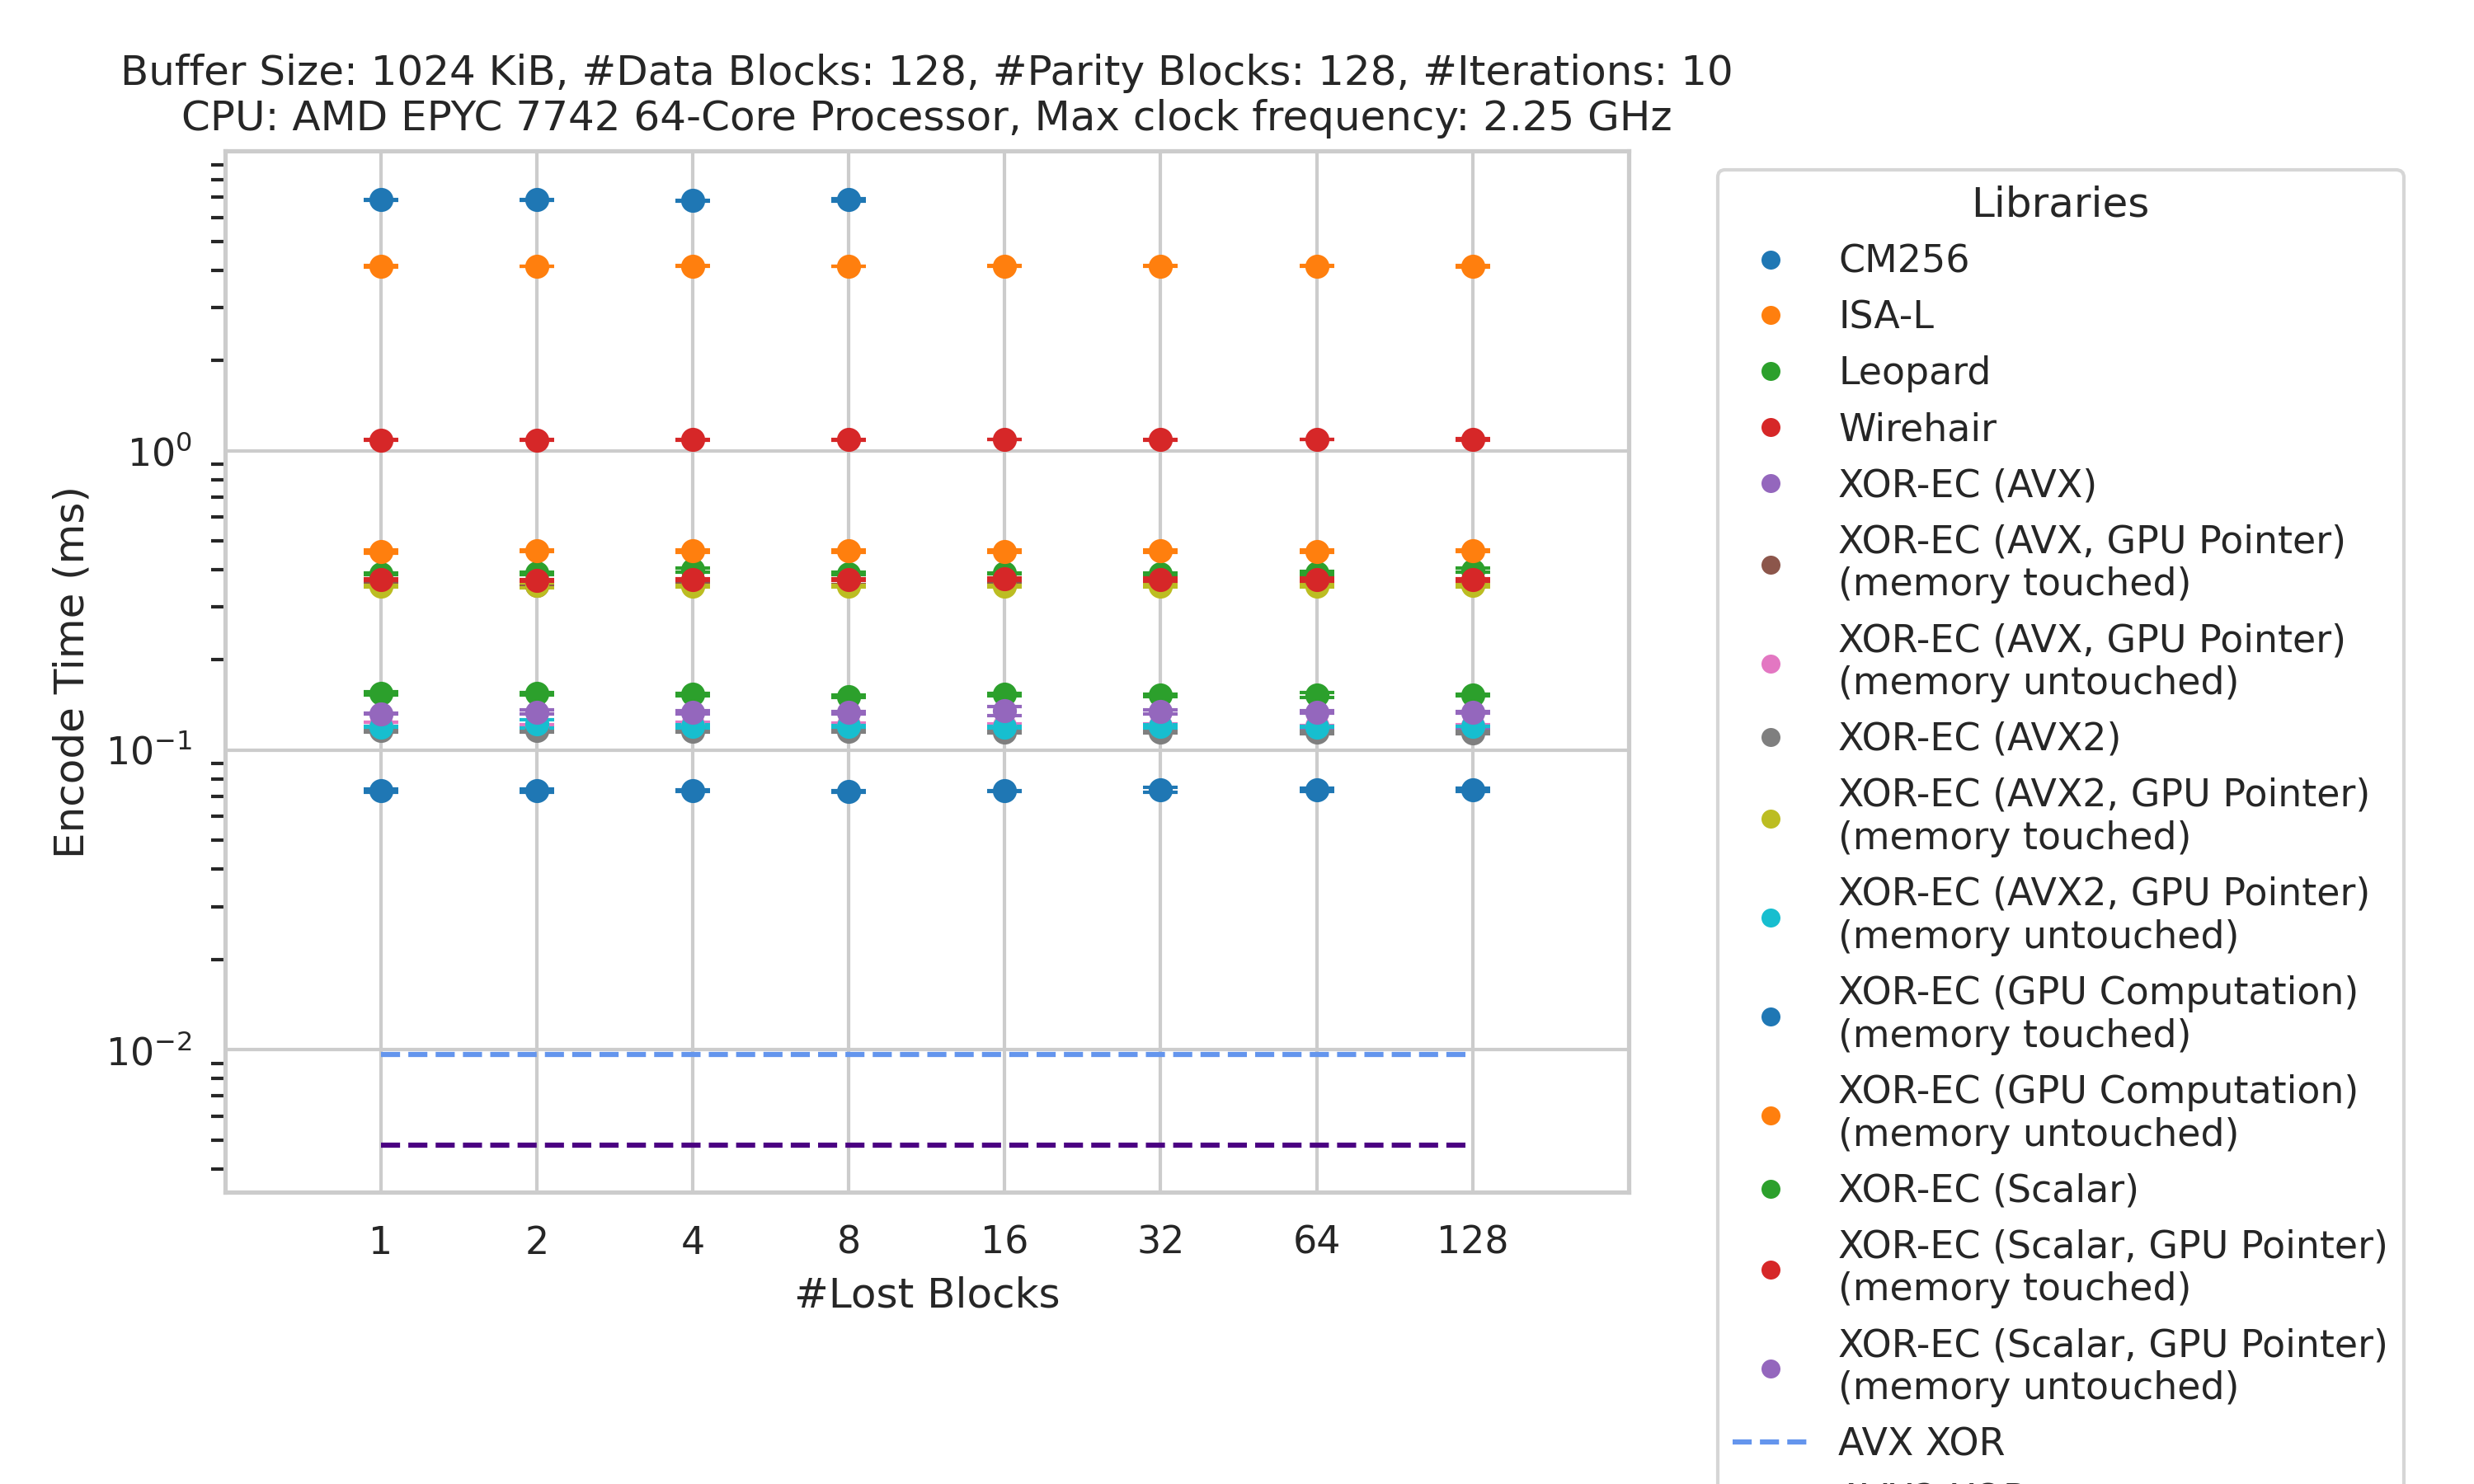 Buffer Size: 1024 KiB, #Data Blocks: 128, #Parity Blocks: 128, #Iterations: 10
CPU: AMD EPYC 7742 64-Core Processor, Max clock frequency: 2.25 GHz
Encode Time (ms)
10⁰
10⁻¹
10⁻²
1 2 4 8 16 32 64 128
#Lost Blocks
Libraries
CM256
ISA-L
Leopard
Wirehair
XOR-EC (AVX)
XOR-EC (AVX, GPU Pointer)
(memory touched)
XOR-EC (AVX, GPU Pointer)
(memory untouched)
XOR-EC (AVX2)
XOR-EC (AVX2, GPU Pointer)
(memory touched)
XOR-EC (AVX2, GPU Pointer)
(memory untouched)
XOR-EC (GPU Computation)
(memory touched)
XOR-EC (GPU Computation)
(memory untouched)
XOR-EC (Scalar)
XOR-EC (Scalar, GPU Pointer)
(memory touched)
XOR-EC (Scalar, GPU Pointer)
(memory untouched)
AVX XOR